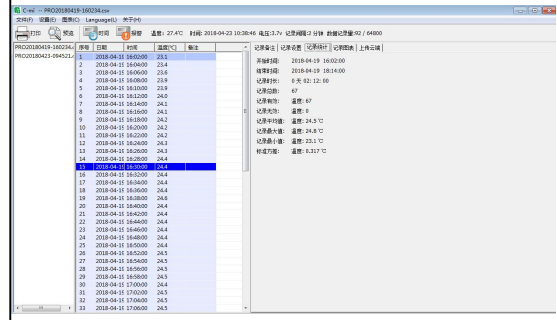 C-mi -- PRO20180419-160234.csv
文件(F) 设置(E) 图表(C) Language(L) 关于(H)
打印 预览 时间 报警 温度: 27.4℃ 时间: 2018-04-23 10:38:46 电压:3.7v 记录间隔:2 分钟 数据记录量:92 / 64800
PRO20180419-160234.c
PRO20180423-094521.c
序号 日期 时间 温度[℃] 备注
1 2018-04-19 16:02:00 23.1
2 2018-04-19 16:04:00 23.4
3 2018-04-19 16:06:00 23.6
4 2018-04-19 16:08:00 23.9
5 2018-04-19 16:10:00 23.9
6 2018-04-19 16:12:00 24.0
7 2018-04-19 16:14:00 24.1
8 2018-04-19 16:16:00 24.1
9 2018-04-19 16:18:00 24.2
10 2018-04-19 16:20:00 24.2
11 2018-04-19 16:22:00 24.2
12 2018-04-19 16:24:00 24.3
13 2018-04-19 16:26:00 24.3
14 2018-04-19 16:28:00 24.4
15 2018-04-19 16:30:00 24.4
16 2018-04-19 16:32:00 24.4
17 2018-04-19 16:34:00 24.4
18 2018-04-19 16:36:00 24.4
19 2018-04-19 16:38:00 24.6
20 2018-04-19 16:40:00 24.4
21 2018-04-19 16:42:00 24.4
22 2018-04-19 16:44:00 24.4
23 2018-04-19 16:46:00 24.4
24 2018-04-19 16:48:00 24.4
25 2018-04-19 16:50:00 24.4
26 2018-04-19 16:52:00 24.5
27 2018-04-19 16:54:00 24.5
28 2018-04-19 16:56:00 24.5
29 2018-04-19 16:58:00 24.5
30 2018-04-19 17:00:00 24.4
31 2018-04-19 17:02:00 24.5
32 2018-04-19 17:04:00 24.5
33 2018-04-19 17:06:00 24.5
记录备注 记录设置 记录统计 记录图表 上传云端
开始时间: 2018-04-19 16:02:00
结束时间: 2018-04-19 18:14:00
记录时长: 0 天 02: 12: 00
记录总数: 67
记录有效: 温度: 67
记录无效: 温度: 0
记录平均值: 温度: 24.5 ℃
记录最大值: 温度: 24.8 ℃
记录最小值: 温度: 23.1 ℃
标准方差: 温度: 0.317 ℃